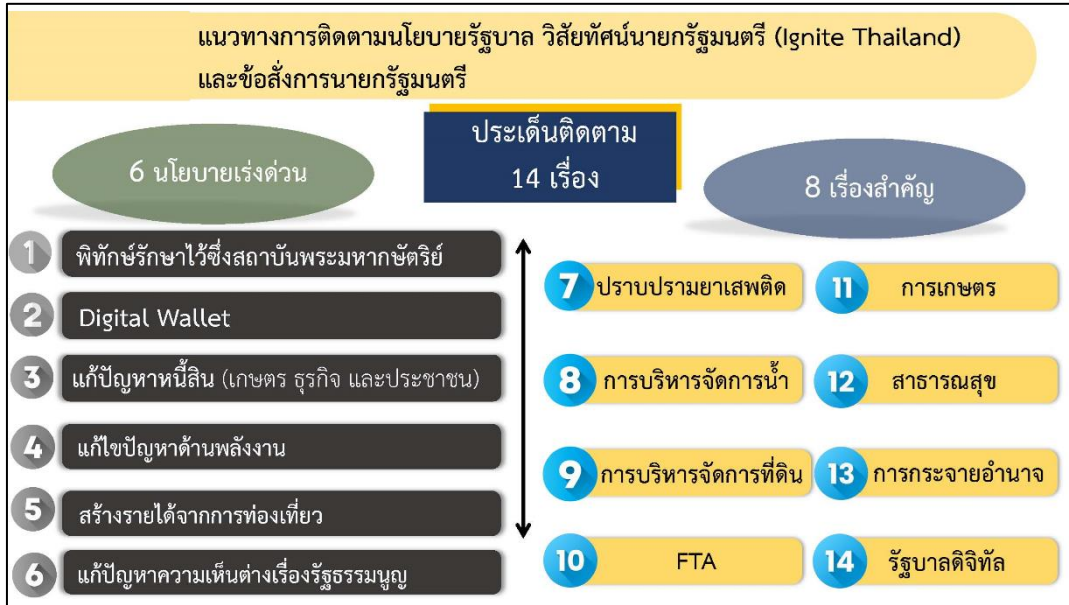 แนวทางการติดตามนโยบายรัฐบาล วิสัยทัศน์นายกรัฐมนตรี (Ignite Thailand)
และข้อสั่งการนายกรัฐมนตรี
ประเด็นติดตาม
14 เรื่อง
6 นโยบายเร่งด่วน
1 พิทักษ์รักษาไว้ซึ่งสถาบันพระมหากษัตริย์
2 Digital Wallet
3 แก้ปัญหาหนี้สิน (เกษตร ธุรกิจ และประชาชน)
4 แก้ไขปัญหาด้านพลังงาน
5 สร้างรายได้จากการท่องเที่ยว
6 แก้ปัญหาความเห็นต่างเรื่องรัฐธรรมนูญ
8 เรื่องสำคัญ
7 ปราบปรามยาเสพติด
8 การบริหารจัดการน้ำ
9 การบริหารจัดการที่ดิน
10 FTA
11 การเกษตร
12 สาธารณสุข
13 การกระจายอำนาจ
14 รัฐบาลดิจิทัล